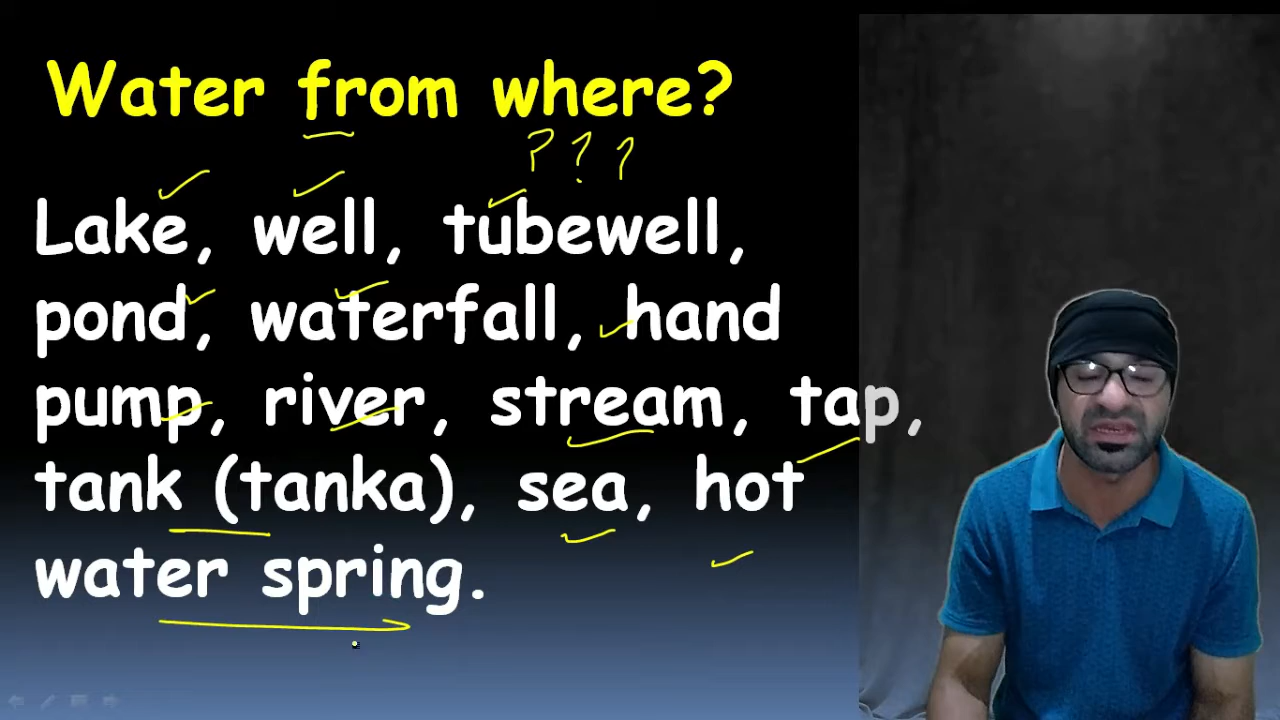 Water from where?
? ? ?
Lake, well, tubewell,
pond, waterfall, hand
pump, river, stream, tap,
tank (tanka), sea, hot
water spring.